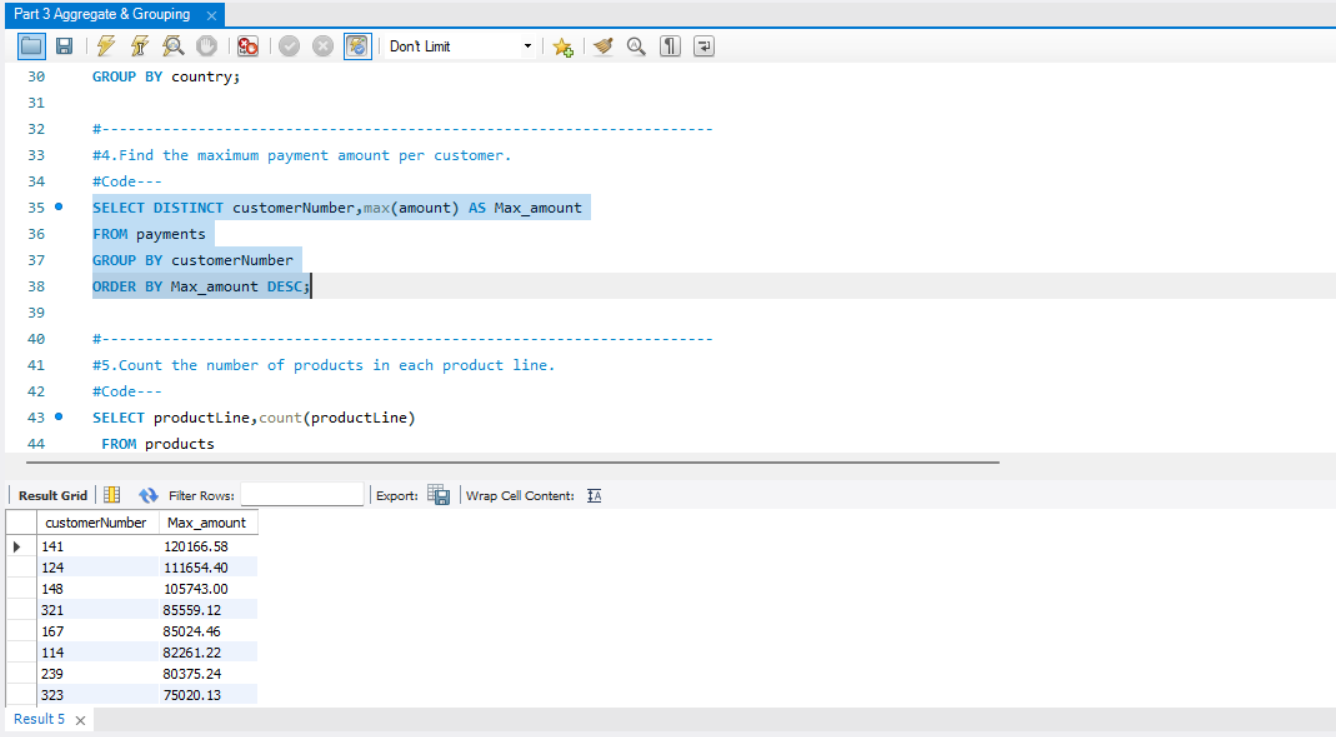 Part 3 Aggregate & Grouping
Don't Limit
30 GROUP BY country;
31
32 #----------------------------------------------------------------------
33 #4.Find the maximum payment amount per customer.
34 #Code---
35 SELECT DISTINCT customerNumber,max(amount) AS Max_amount
36 FROM payments
37 GROUP BY customerNumber
38 ORDER BY Max_amount DESC;
39
40 #----------------------------------------------------------------------
41 #5.Count the number of products in each product line.
42 #Code---
43 SELECT productLine,count(productLine)
44 FROM products
Result Grid Filter Rows: Export: Wrap Cell Content: IA
customerNumber Max_amount
141 120166.58
124 111654.40
148 105743.00
321 85559.12
167 85024.46
114 82261.22
239 80375.24
323 75020.13
Result 5